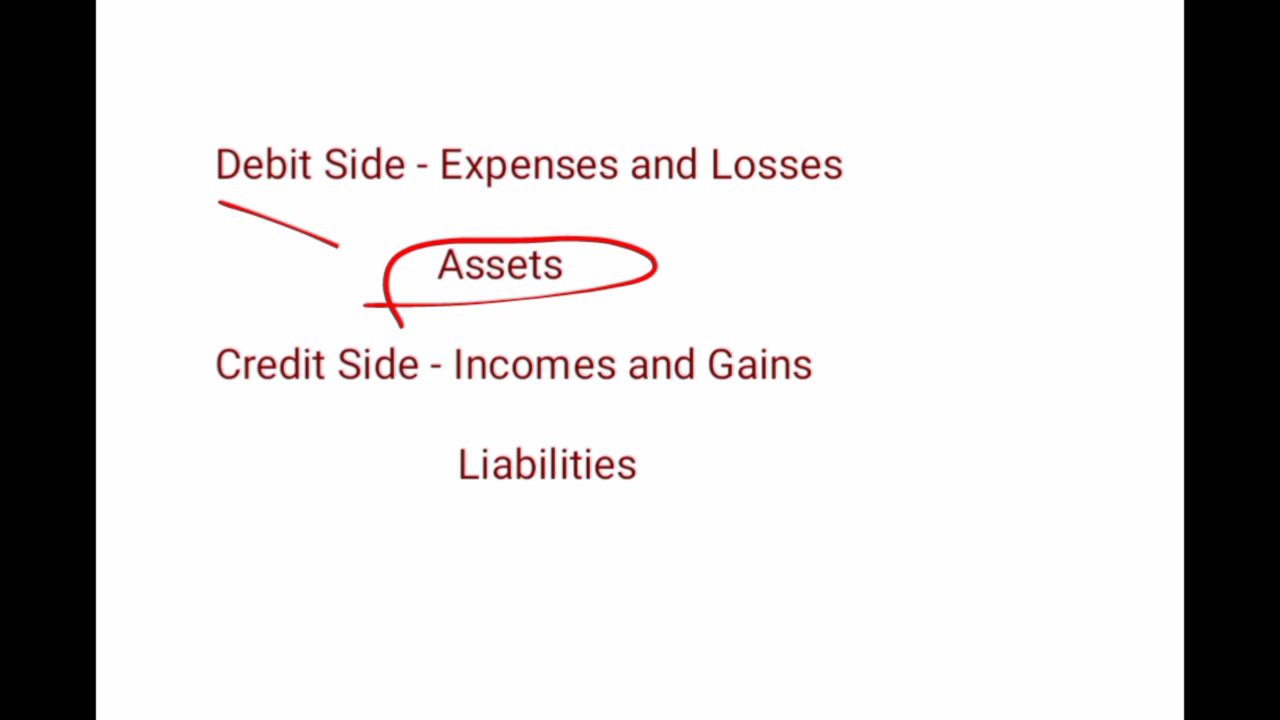 Debit Side - Expenses and Losses
Assets
Credit Side - Incomes and Gains
Liabilities